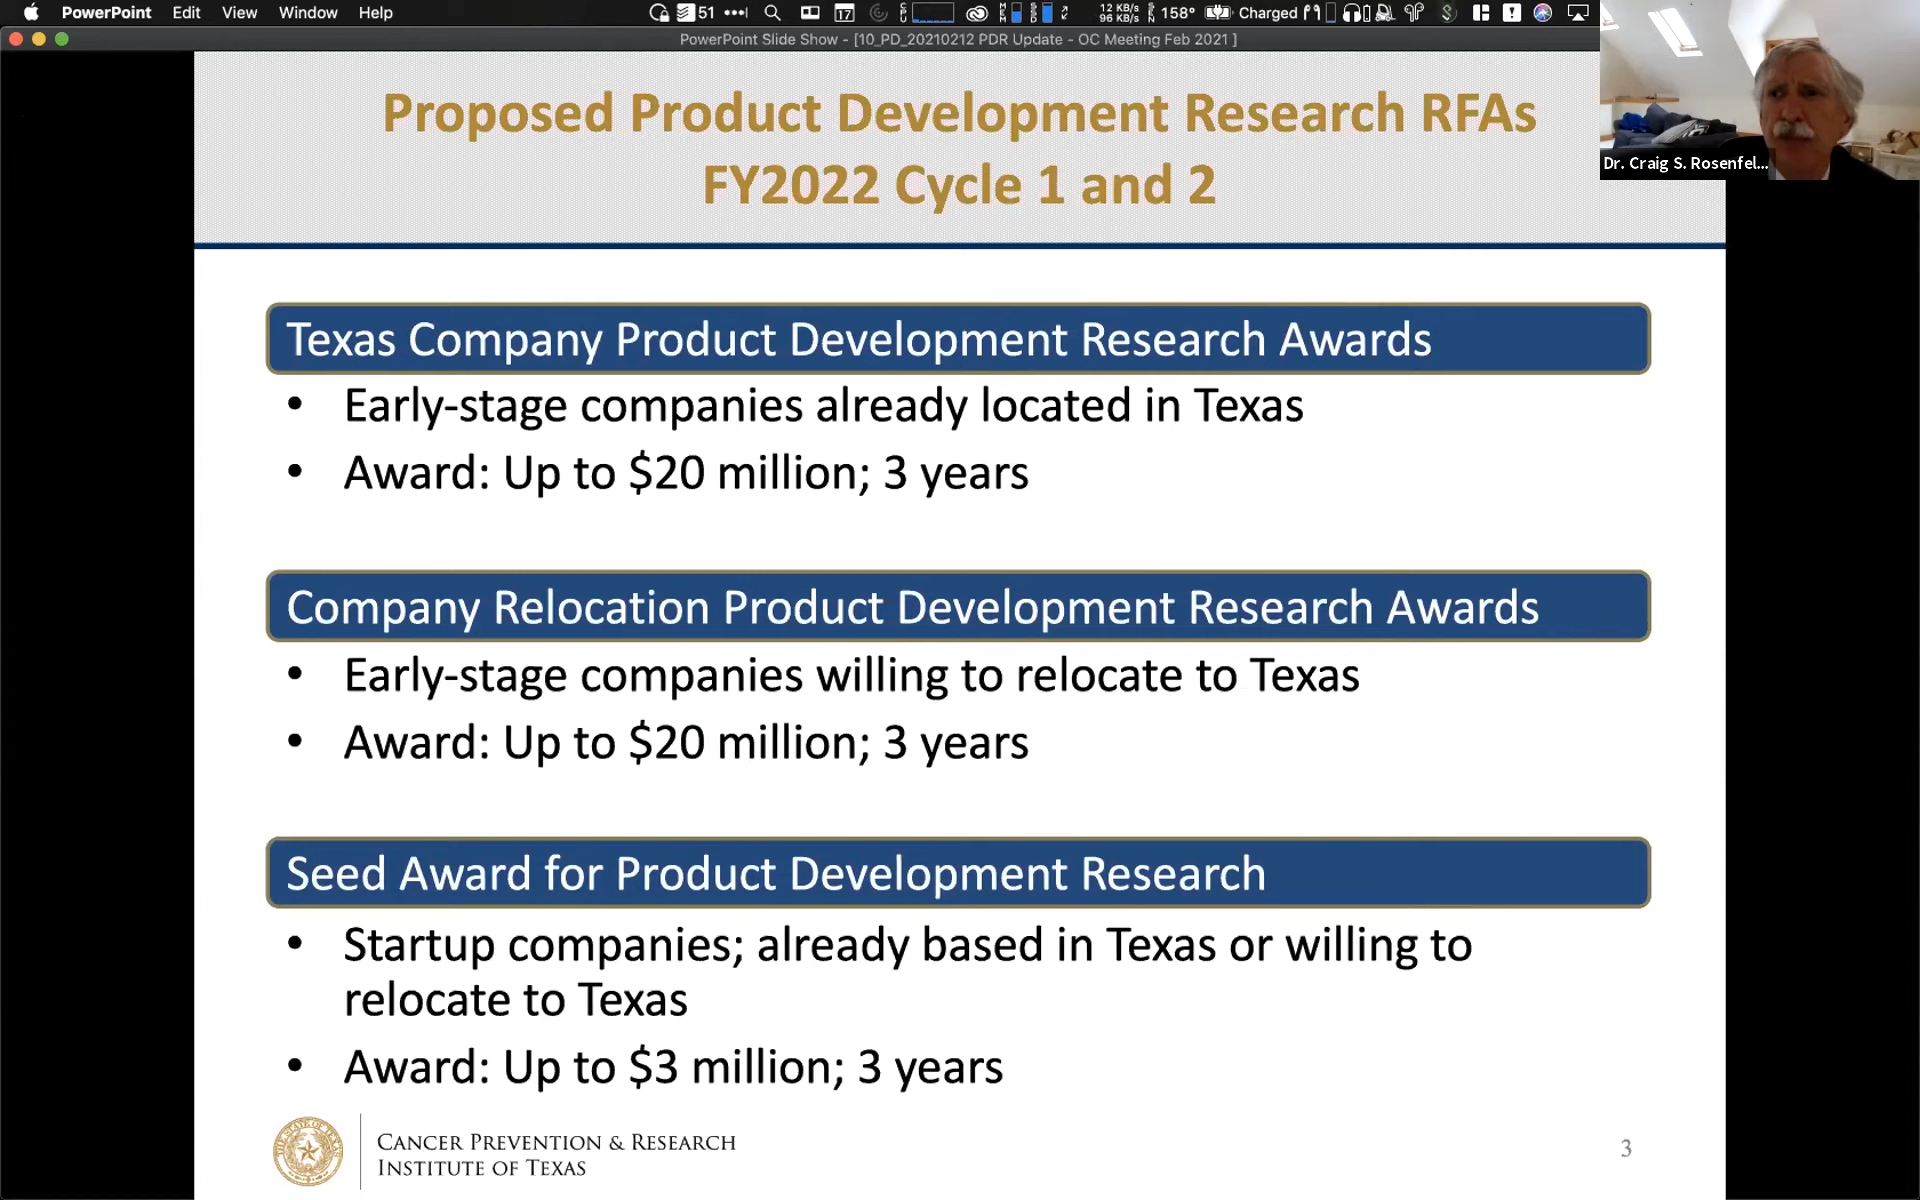 PowerPoint Edit View Window Help 51 17 12 KB/s 96 KB/s 158° Charged
PowerPoint Slide Show - [10_PD_20210212 PDR Update - OC Meeting Feb 2021 ]
Dr. Craig S. Rosenfel...
Proposed Product Development Research RFAs
FY2022 Cycle 1 and 2
Texas Company Product Development Research Awards
• Early-stage companies already located in Texas
• Award: Up to $20 million; 3 years
Company Relocation Product Development Research Awards
• Early-stage companies willing to relocate to Texas
• Award: Up to $20 million; 3 years
Seed Award for Product Development Research
• Startup companies; already based in Texas or willing to
relocate to Texas
• Award: Up to $3 million; 3 years
THE STATE OF TEXAS
CANCER PREVENTION & RESEARCH
INSTITUTE OF TEXAS
3